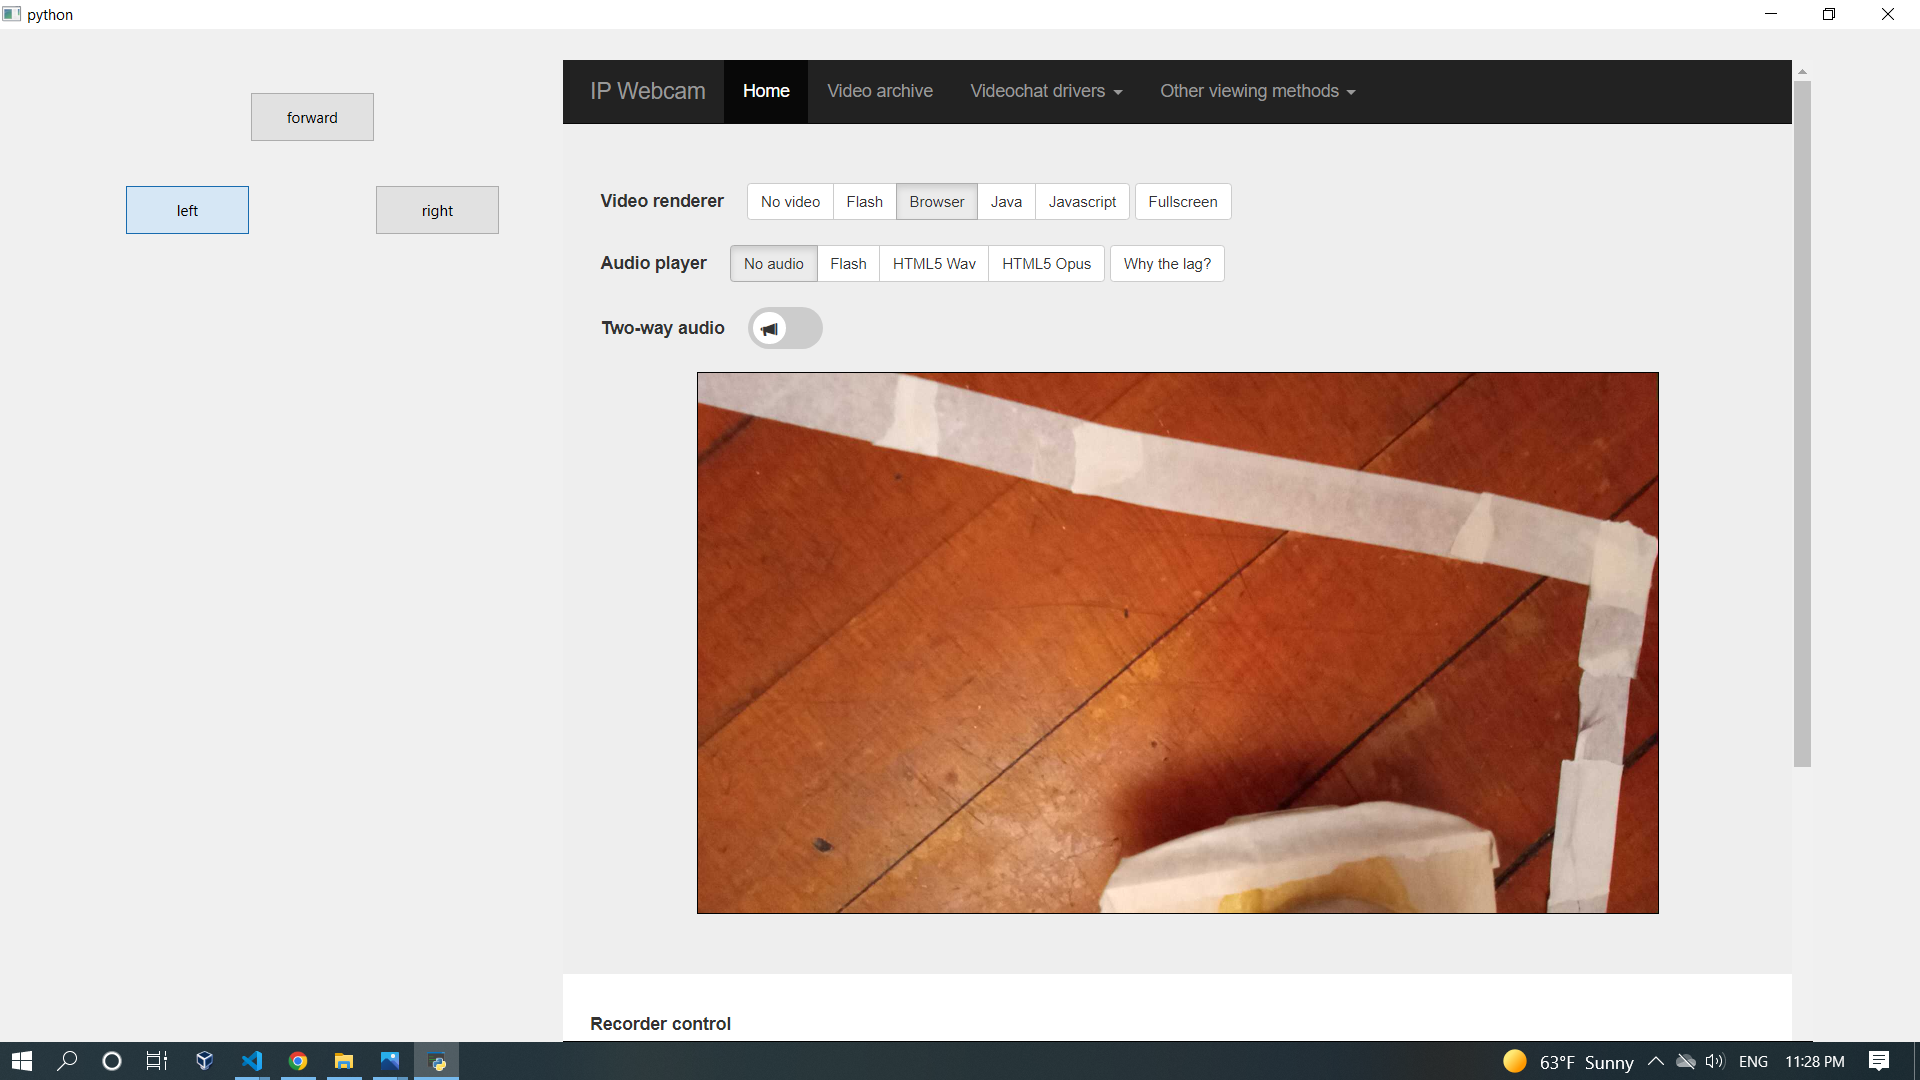 python
forward
left
right
IP Webcam Home Video archive Videochat drivers Other viewing methods
Video renderer No video Flash Browser Java Javascript Fullscreen
Audio player No audio Flash HTML5 Wav HTML5 Opus Why the lag?
Two-way audio
Recorder control
63°F Sunny ENG 11:28 PM